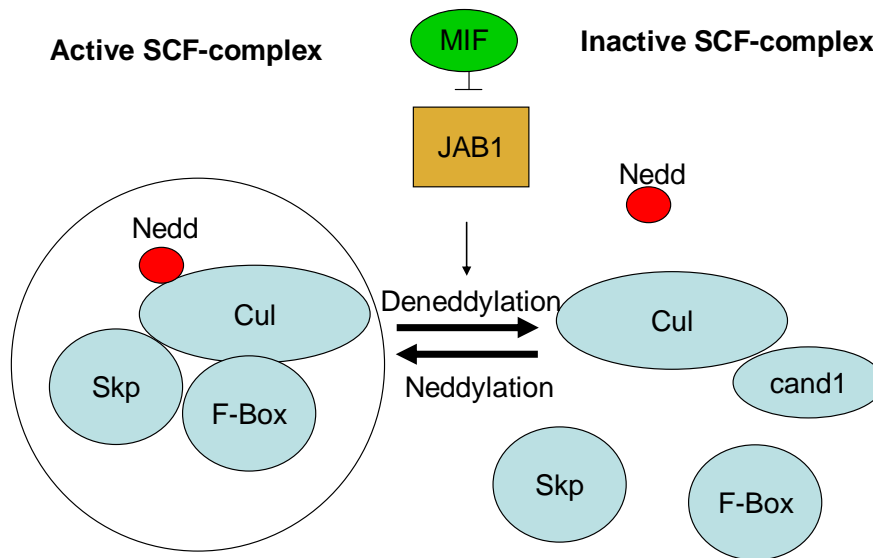 Active SCF-complex
MIF
Inactive SCF-complex
JAB1
Nedd
Nedd
Cul
Skp
F-Box
Deneddylation
Neddylation
Cul
cand1
Skp
F-Box